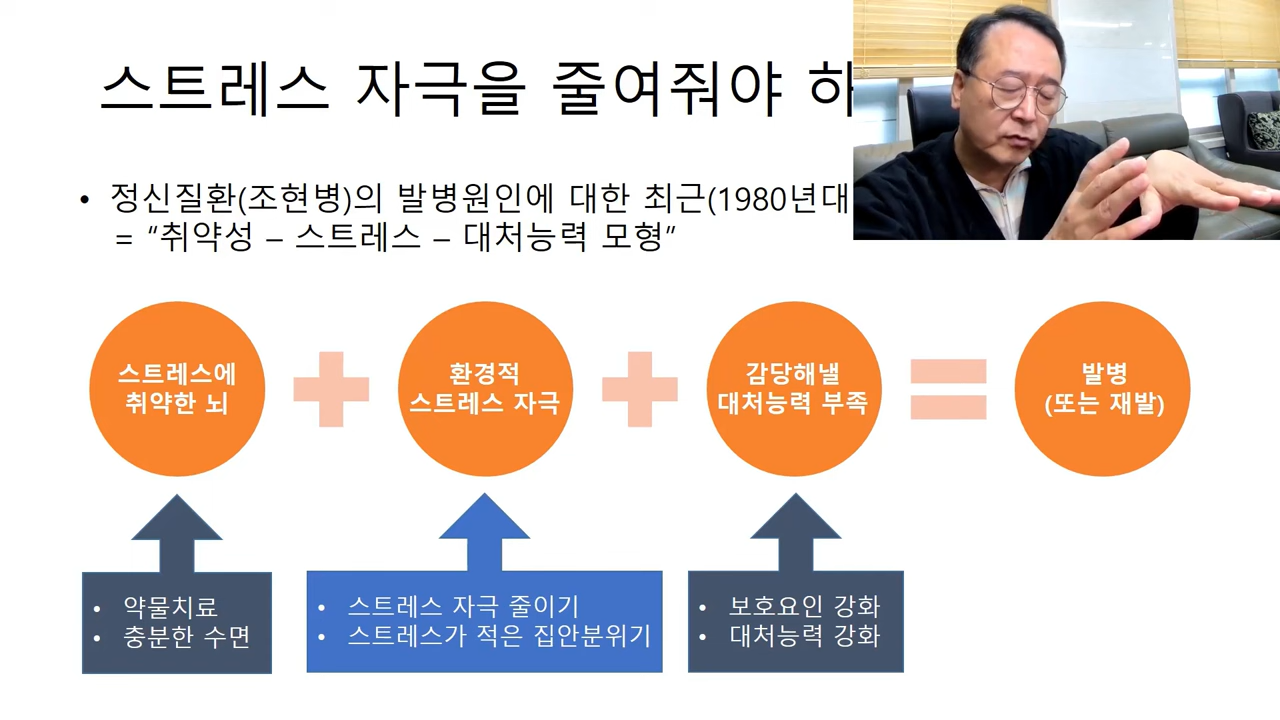 스트레스 자극을 줄여줘야 하
• 정신질환(조현병)의 발병원인에 대한 최근(1980년대
= “취약성 – 스트레스 – 대처능력 모형”
스트레스에
취약한 뇌
환경적
스트레스 자극
감당해낼
대처능력 부족
발병
(또는 재발)
• 약물치료
• 충분한 수면
• 스트레스 자극 줄이기
• 스트레스가 적은 집안분위기
• 보호요인 강화
• 대처능력 강화